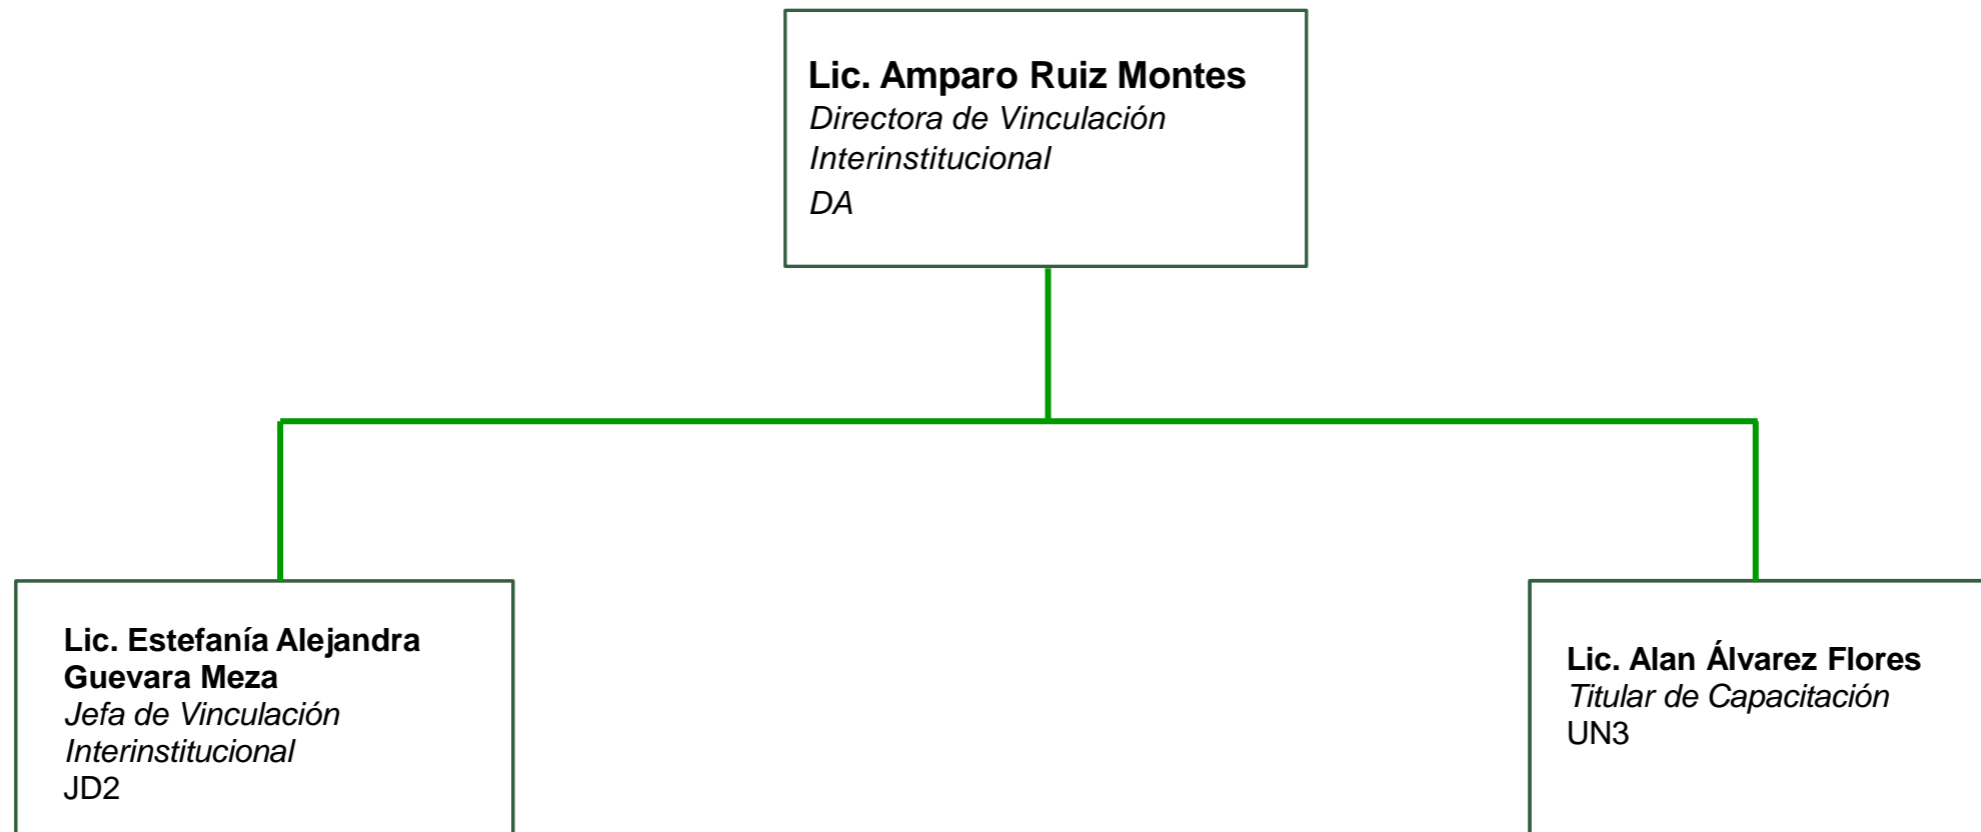 Lic. Amparo Ruiz Montes
Directora de Vinculación
Interinstitucional
DA
Lic. Estefanía Alejandra
Guevara Meza
Jefa de Vinculación
Interinstitucional
JD2
Lic. Alan Álvarez Flores
Titular de Capacitación
UN3